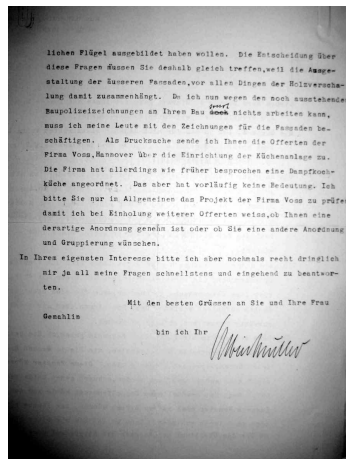 lichen Flügel ausgebildet haben wollen. Die Entscheidung über
diese Fragen müssen Sie deshalb gleich treffen,weil die Ausge-
staltung der äusseren Fassaden,vor allen Dingen der Holzverscha-
lung damit zusammenhängt. Da ich nun wegen den noch ausstehenden
Baupolizeizeichnungen an Ihrem Bau sonst noch nichts arbeiten kann,
muss ich meine Leute mit den Zeichnungen für die Fassaden be-
schäftigen. Als Drucksache sende ich Ihnen die Offerten der
Firma Voss,Hannover über die Einrichtung der Küchenanlage zu.
Die Firma hat allerdings wie früher besprochen eine Dampfkoch-
küche angeordnet. Das aber hat vorläufig keine Bedeutung. Ich
bitte Sie nur im Allgemeinen das Projekt der Firma Voss zu prüfen
damit ich bei Einholung weiterer Offerten weiss,ob Ihnen eine
derartige Anordnung genehm ist oder ob Sie eine andere Anordnung
und Gruppierung wünschen.
In Ihrem eigensten Interesse bitte ich aber nochmals recht dringlich
mir ja all meine Fragen schnellstens und eingehend zu beantwor-
ten.
Mit den besten Grüssen an Sie und Ihre Frau
Gemahlin
bin ich Ihr